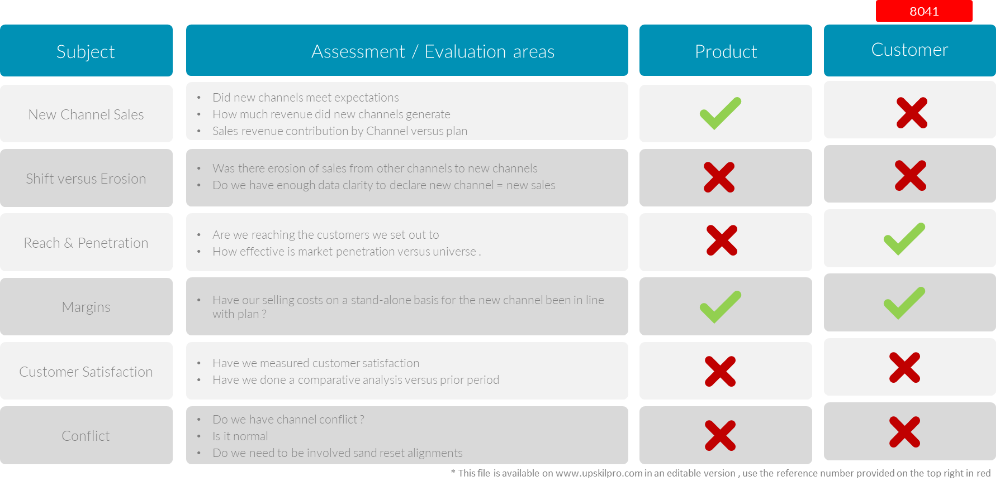 8041
Subject
Assessment / Evaluation areas
Product
Customer
New Channel Sales
• Did new channels meet expectations
• How much revenue did new channels generate
• Sales revenue contribution by Channel versus plan
Shift versus Erosion
• Was there erosion of sales from other channels to new channels
• Do we have enough data clarity to declare new channel = new sales
Reach & Penetration
• Are we reaching the customers we set out to
• How effective is market penetration versus universe .
Margins
• Have our selling costs on a stand-alone basis for the new channel been in line
with plan ?
Customer Satisfaction
• Have we measured customer satisfaction
• Have we done a comparative analysis versus prior period
Conflict
• Do we have channel conflict ?
• Is it normal
• Do we need to be involved sand reset alignments
* This file is available on www.upskilpro.com in an editable version , use the reference number provided on the top right in red